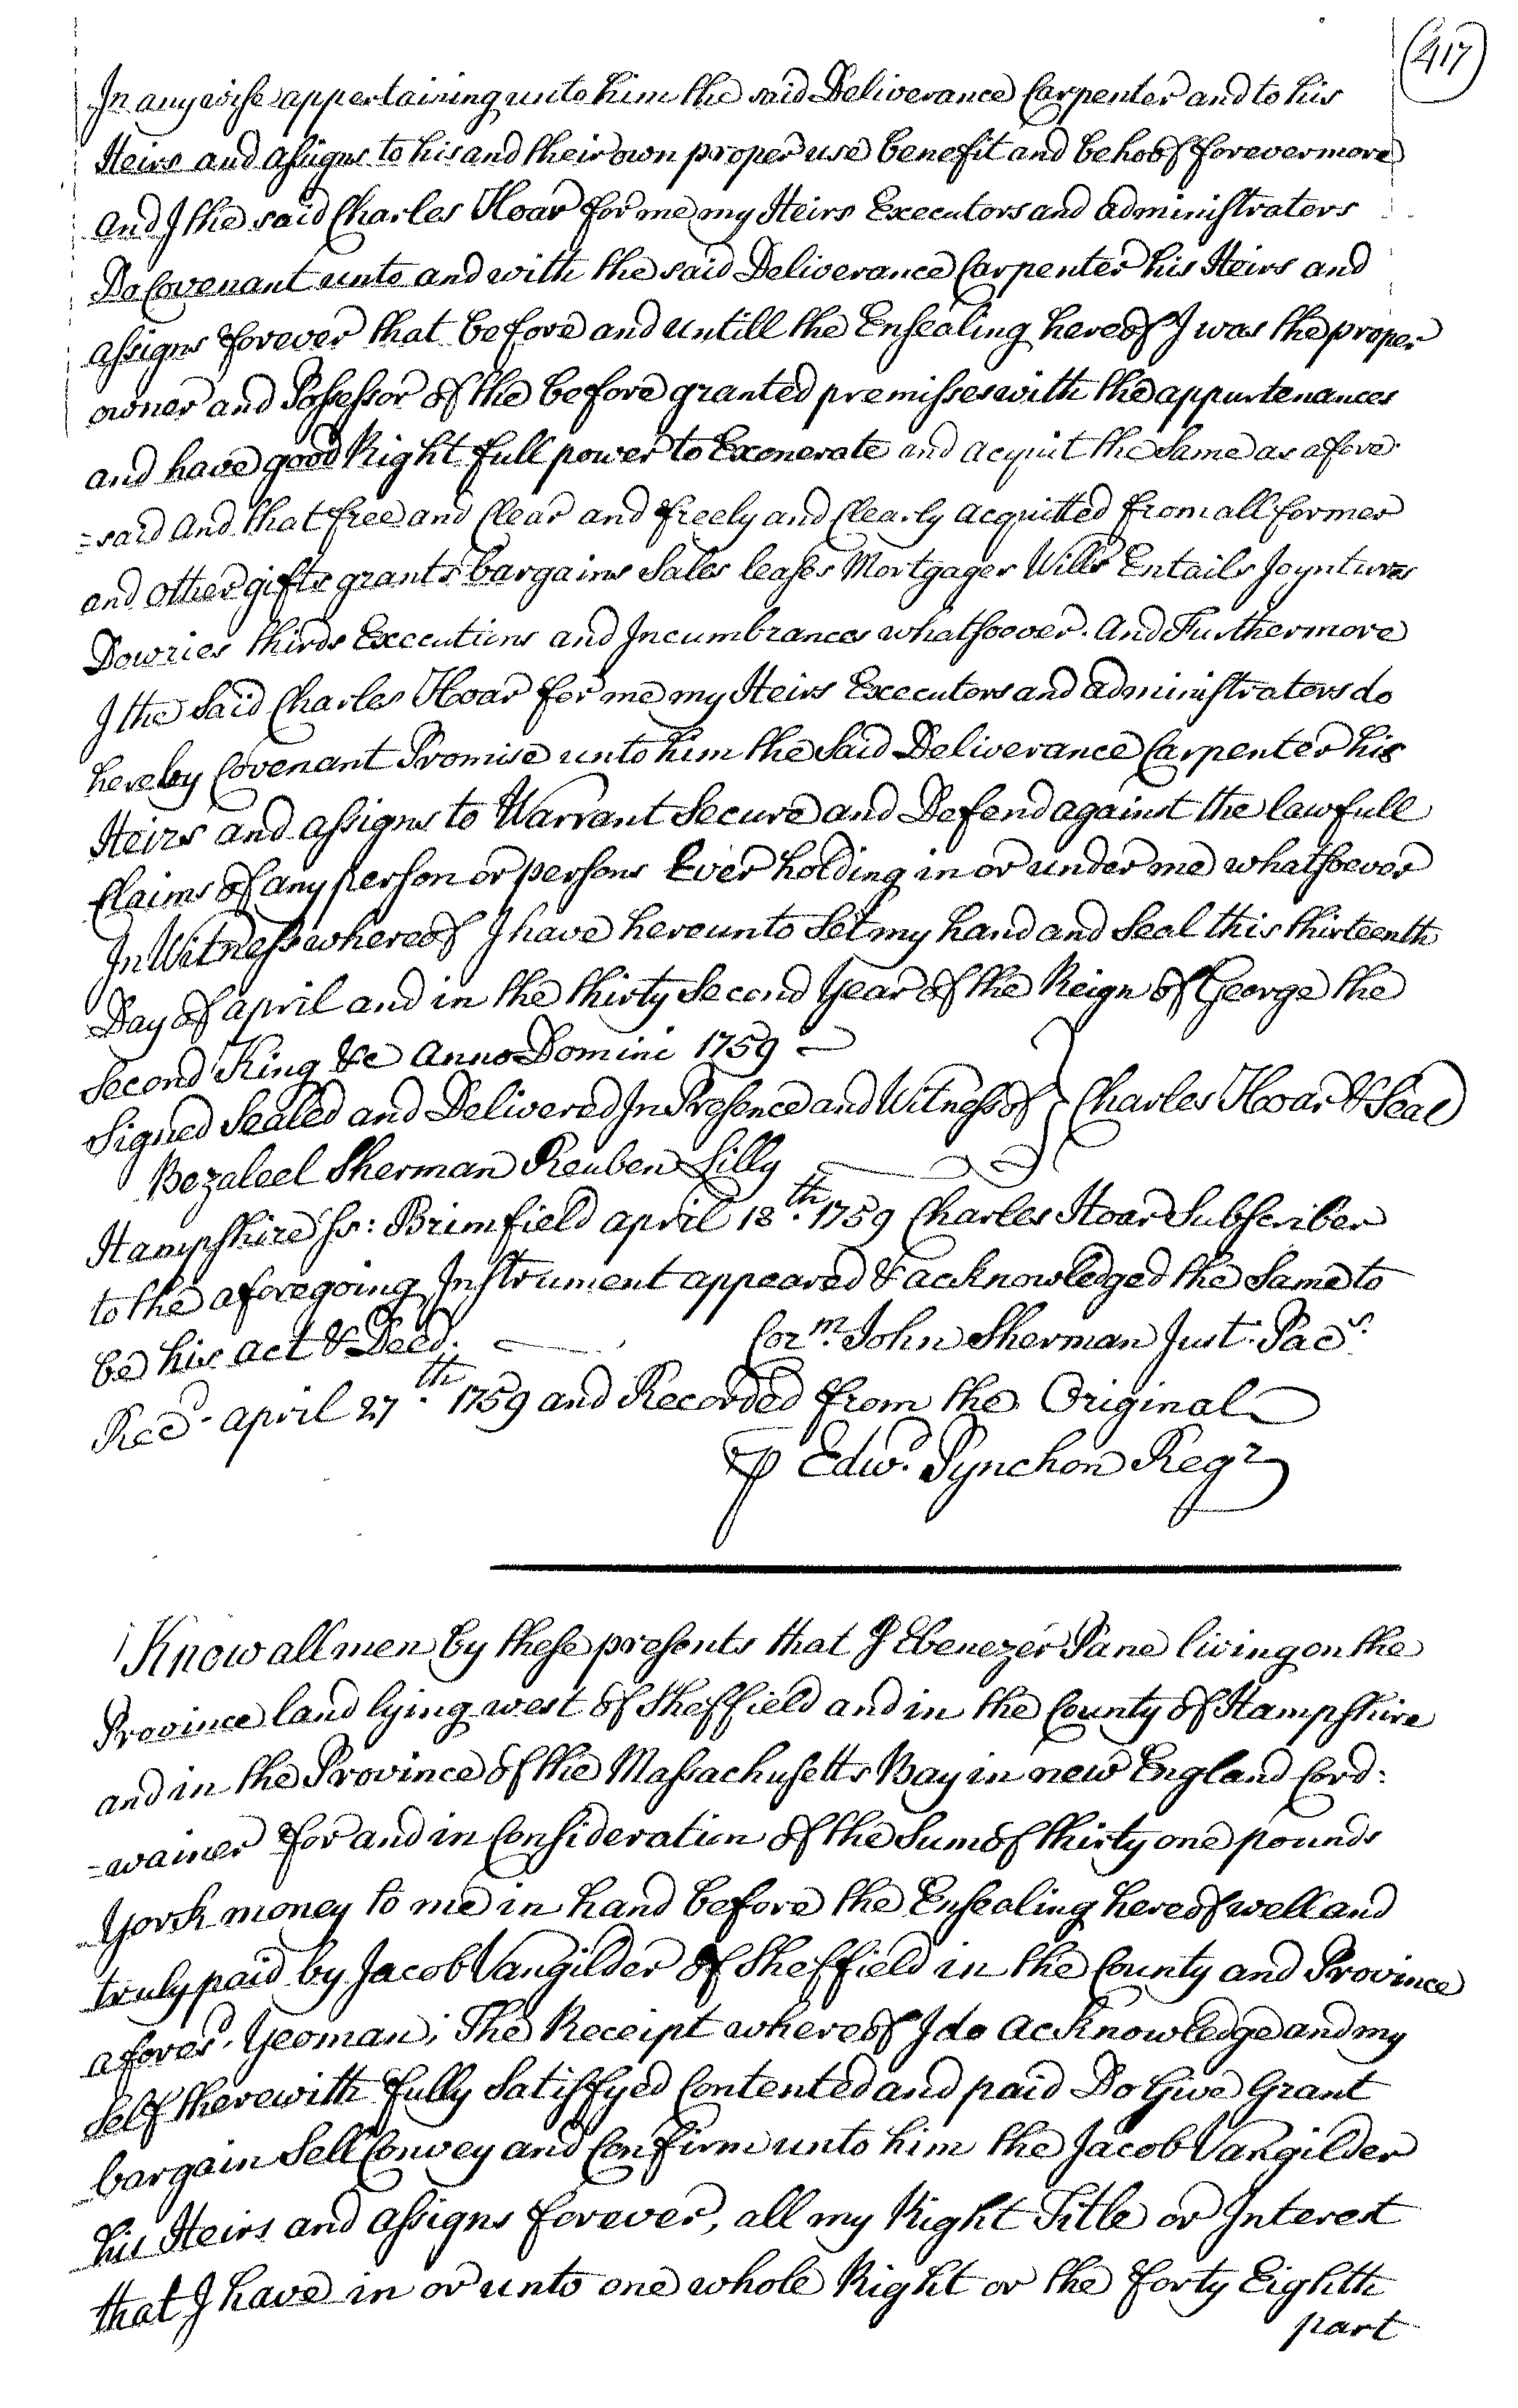 (417)
In anywise appertaining unto him the said Deliverance Carpenter and to his
Heirs and assigns to his and their own proper use benefit and behoof forevermore
And I the said Charles Hoar for me my Heirs Executors and administrators
Do Covenant unto and with the said Deliverance Carpenter his Heirs and
assigns forever that before and untill the Ensealing hereof I was the proper
owner and Possessor of the before granted premisses with the appurtenances
and have good Right full power to Exonerate and acquit the Same as afore
=said And that free and Clear and freely and Clearly acquitted from all former
and other gifts grants bargains Sales leases Mortgages Wills Entails Joyntures
Dowries thirds Executions and Incumbrances whatsoever. And Furthermore
I the Said Charles Hoar for me my Heirs Executors and administrators do
hereby Covenant Promise unto him the Said Deliverance Carpenter his
Heirs and assigns to Warrant Secure and Defend against the lawfull
Claims of any person or persons Ever holding in or under me whatsoever
In Witness whereof I have hereunto Set my hand and Seal this thirteenth
Day of april and in the thirty Second Year of the Reign of George the
Second King &c Anno Domini 1759
Signed Sealed and Delivered In Presence and Witness of } Charles Hoar & Seal
Bezaleel Sherman Reuben Lilly
Hampshire ss: Brimfield april 18th. 1759 Charles Hoar Subscriber
to the aforegoing Instrument appeared & acknowledged the Same to
be his act & Deed. Corm. John Sherman Just. Pacs.
Recd. april 27th. 1759 and Recorded from the Original
⅌ Edwd. Pynchon Regr
Know all men by these presents that I Ebenezer Pane living on the
Province land lying west of Sheffield and in the County of Hampshire
and in the Province of the Massachusetts Bay in new England Cord:
=wainer for and in Consideration of the Sum of thirty one pounds
York money to me in hand before the Ensealing hereof well and
truly paid by Jacob Vangilder of Sheffield in the County and Province
aforesd. Yeoman; The Receipt whereof I do acknowledge and my
Self therewith fully Satisfyed Contented and paid Do Give Grant
bargain Sell Convey and Confirm unto him the Jacob Vangilder
his Heirs and assigns forever, all my Right Title or Interest
that I have in or unto one whole Right or the forty Eighth
part